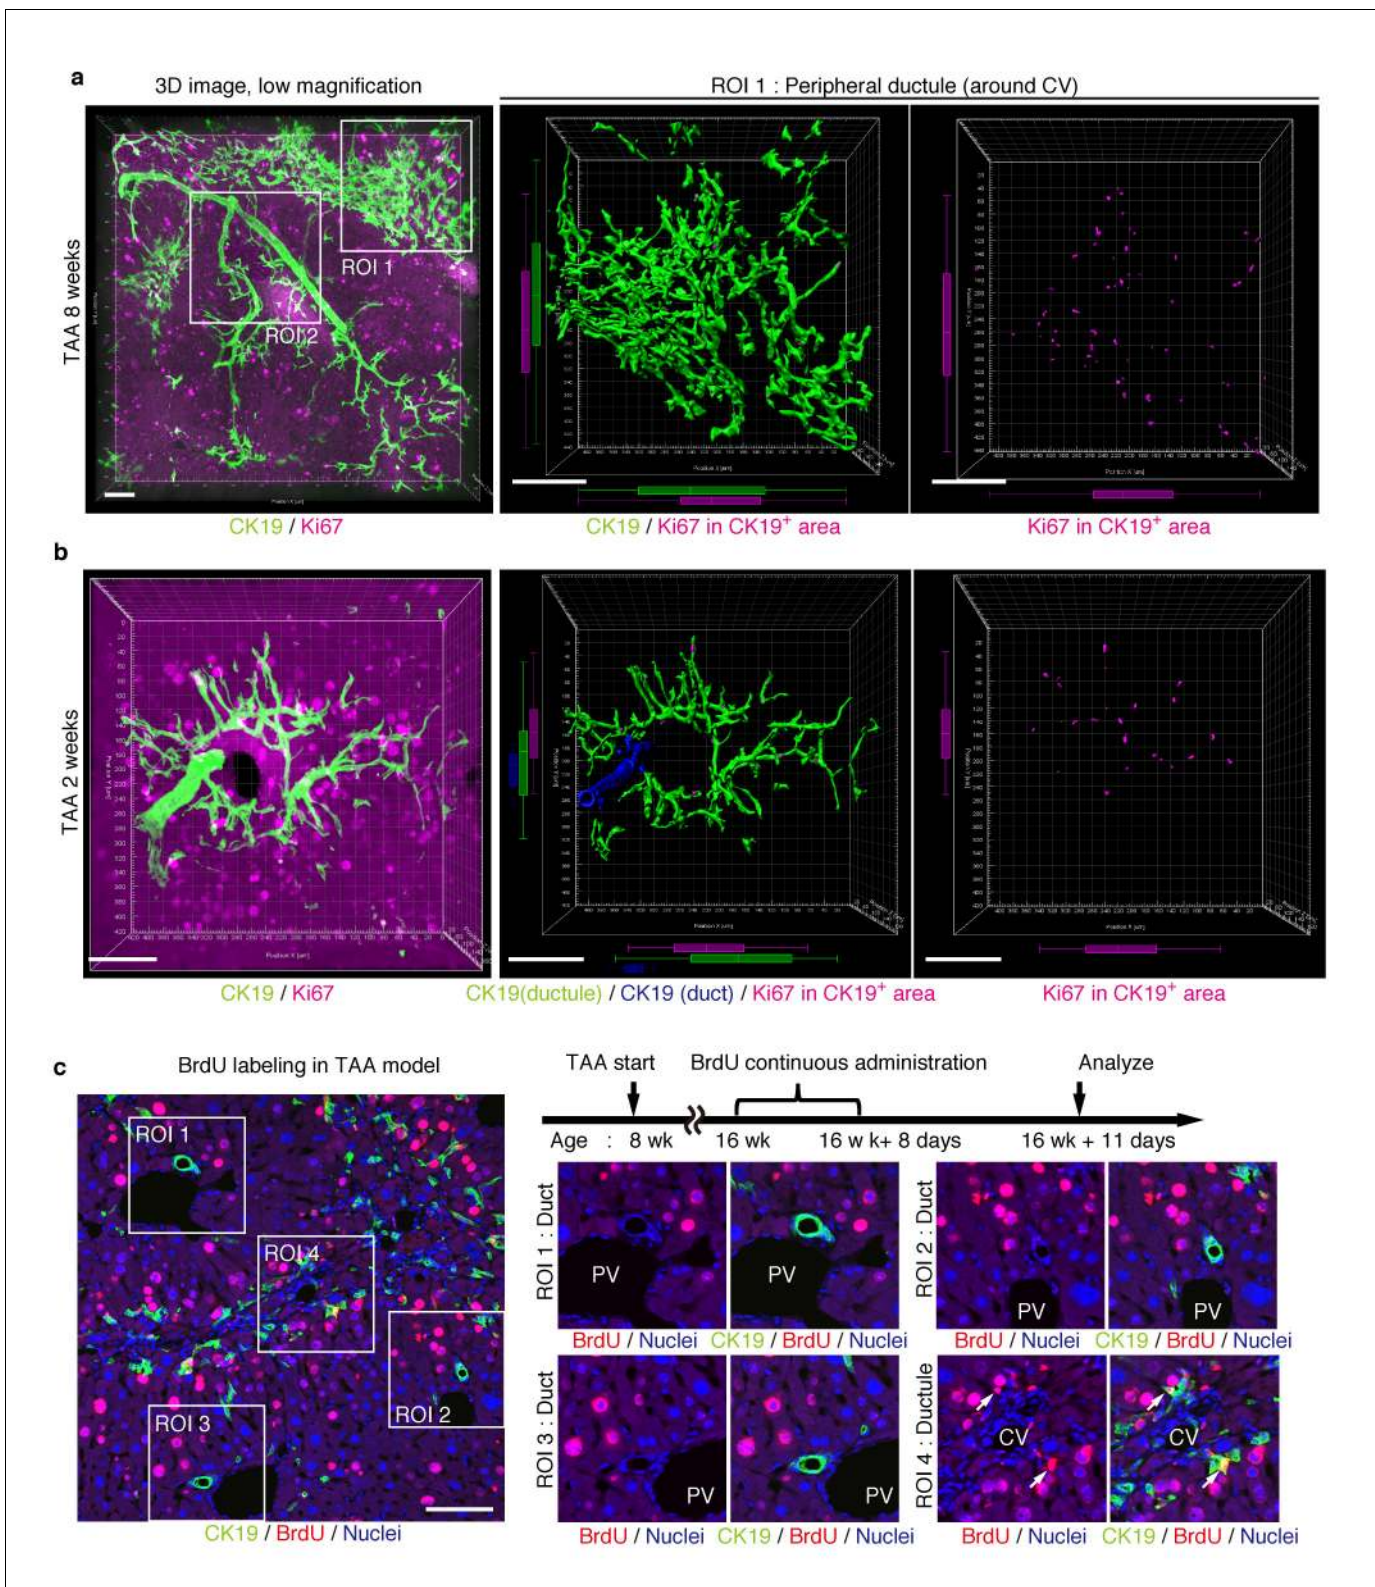 a
3D image, low magnification
ROI 1 : Peripheral ductule (around CV)
TAA 8 weeks
ROI 1
ROI 2
CK19 / Ki67
CK19 / Ki67 in CK19+ area
Ki67 in CK19+ area
b
TAA 2 weeks
CK19 / Ki67
CK19(ductule) / CK19 (duct) / Ki67 in CK19+ area
Ki67 in CK19+ area
c
BrdU labeling in TAA model
ROI 1
ROI 4
ROI 2
ROI 3
CK19 / BrdU / Nuclei
TAA start
BrdU continuous administration
Analyze
Age : 8 wk 16 wk 16 w k+ 8 days 16 wk + 11 days
ROI 1 : Duct
PV
PV
BrdU / Nuclei
CK19 / BrdU / Nuclei
ROI 2 : Duct
PV
PV
BrdU / Nuclei
CK19 / BrdU / Nuclei
ROI 3 : Duct
PV
PV
BrdU / Nuclei
CK19 / BrdU / Nuclei
ROI 4 : Ductule
CV
CV
BrdU / Nuclei
CK19 / BrdU / Nuclei